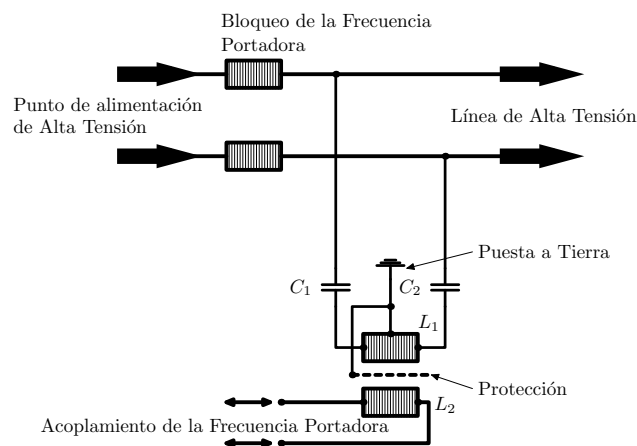 Bloqueo de la Frecuencia
Portadora
Punto de alimentación
de Alta Tensión
Línea de Alta Tensión
Puesta a Tierra
C1
C2
L1
Protección
L2
Acoplamiento de la Frecuencia Portadora